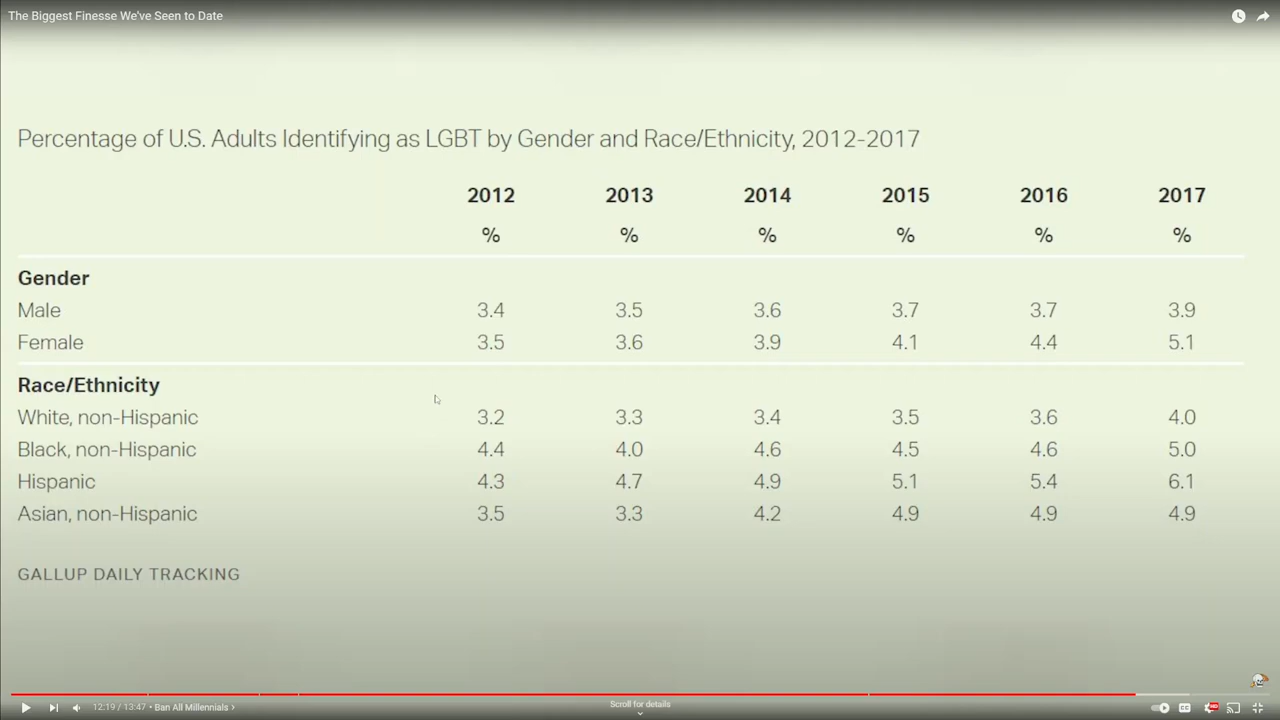 The Biggest Finesse We've Seen to Date
Percentage of U.S. Adults Identifying as LGBT by Gender and Race/Ethnicity, 2012-2017
2012 2013 2014 2015 2016 2017
% % % % % %
Gender
Male 3.4 3.5 3.6 3.7 3.7 3.9
Female 3.5 3.6 3.9 4.1 4.4 5.1
Race/Ethnicity
White, non-Hispanic 3.2 3.3 3.4 3.5 3.6 4.0
Black, non-Hispanic 4.4 4.0 4.6 4.5 4.6 5.0
Hispanic 4.3 4.7 4.9 5.1 5.4 6.1
Asian, non-Hispanic 3.5 3.3 4.2 4.9 4.9 4.9
GALLUP DAILY TRACKING
12:19 / 13:47 • Ban All Millennials >
Scroll for details
CC
HD